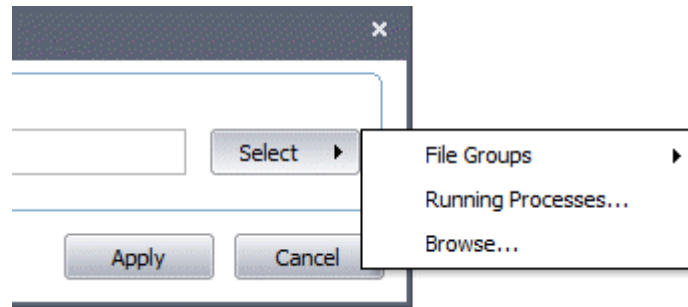 Select
File Groups
Running Processes...
Browse...
Apply
Cancel